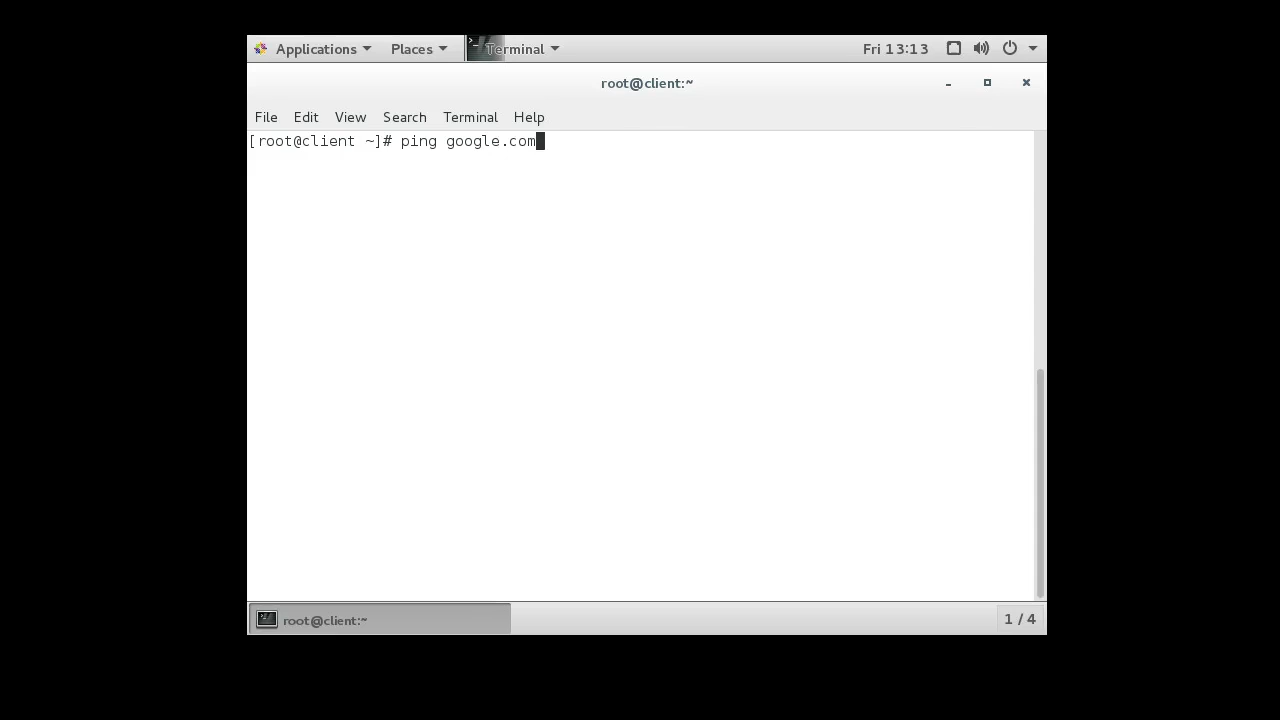 Applications Places Terminal Fri 13:13
root@client:~
File Edit View Search Terminal Help
[root@client ~]# ping google.com
root@client:~ 1 / 4